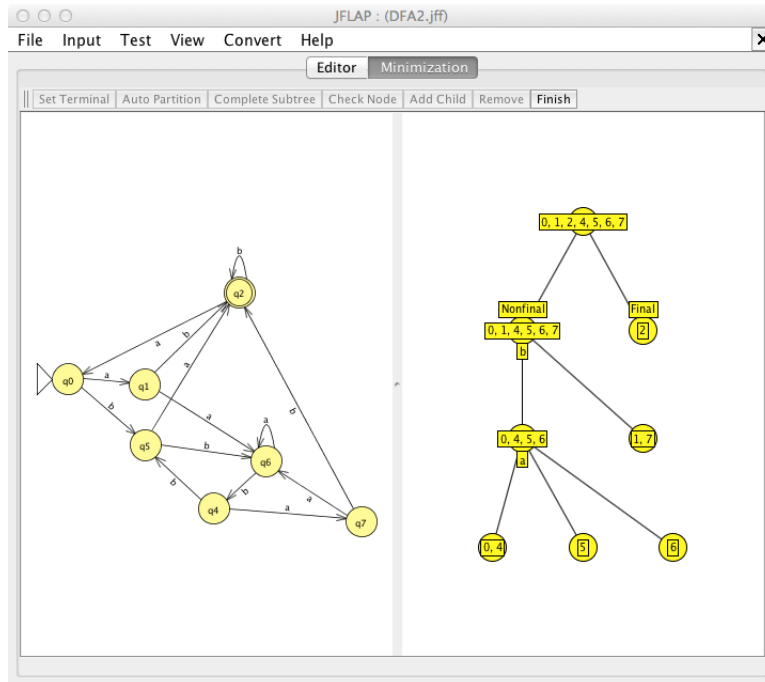 JFLAP : (DFA2.jff)
File Input Test View Convert Help
Editor Minimization
Set Terminal Auto Partition Complete Subtree Check Node Add Child Remove Finish
0, 1, 2, 4, 5, 6, 7
b
q2
Nonfinal Final
0, 1, 4, 5, 6, 7 2
b
a b
q0 a q1
a
b a
b
a
q5 b q6
0, 4, 5, 6 1, 7
a
b b
a
q4 a q7
0, 4 5 6